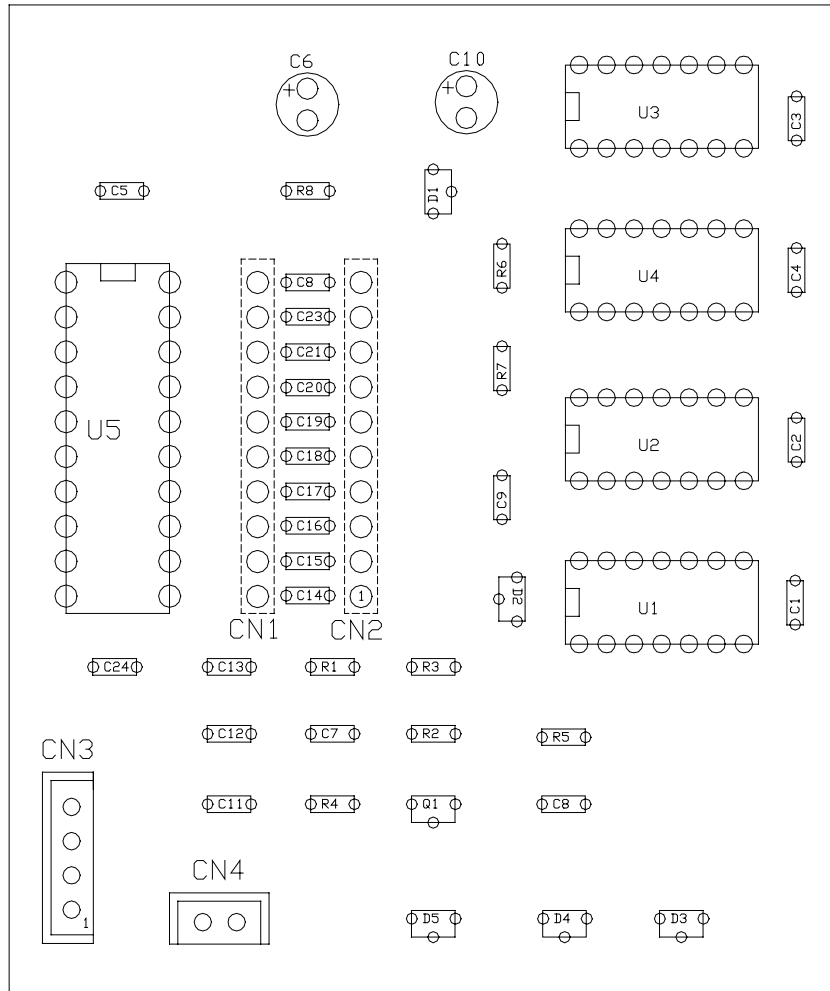 C6
C10
+
+
U3
C3
C5
R8
D1
R6
U4
C4
C8
C23
C21
R7
C20
C19
U5
U2
C2
C18
C17
C9
C16
C15
C14
1
D2
U1
C1
CN1
CN2
C24
C13
R1
R3
C12
C7
R2
R5
CN3
C11
R4
Q1
C8
CN4
1
D5
D4
D3